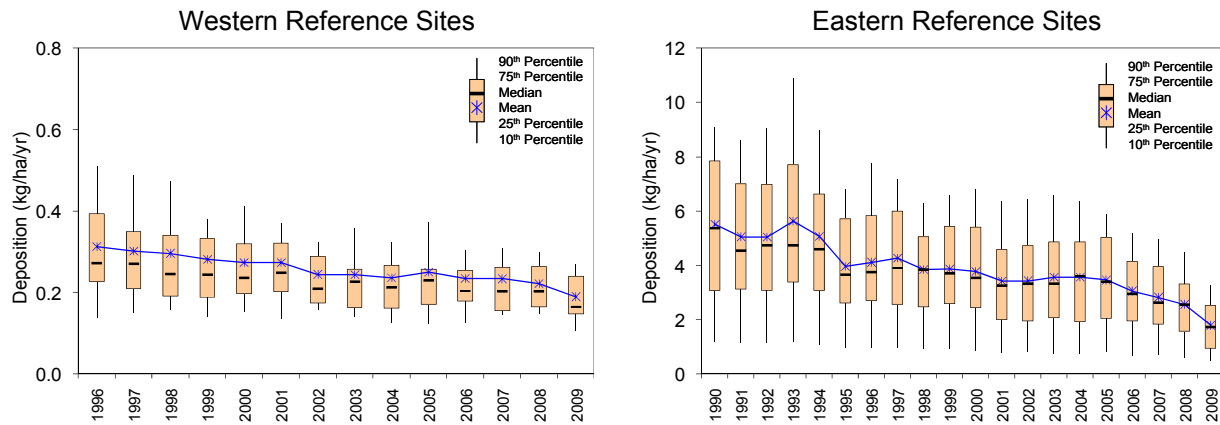 Western Reference Sites
Deposition (kg/ha/yr)
0.8
0.6
0.4
0.2
0.0
90th Percentile
75th Percentile
Median
Mean
25th Percentile
10th Percentile
1996
1997
1998
1999
2000
2001
2002
2003
2004
2005
2006
2007
2008
2009
Eastern Reference Sites
Deposition (kg/ha/yr)
12
10
8
6
4
2
0
90th Percentile
75th Percentile
Median
Mean
25th Percentile
10th Percentile
1990
1991
1992
1993
1994
1995
1996
1997
1998
1999
2000
2001
2002
2003
2004
2005
2006
2007
2008
2009